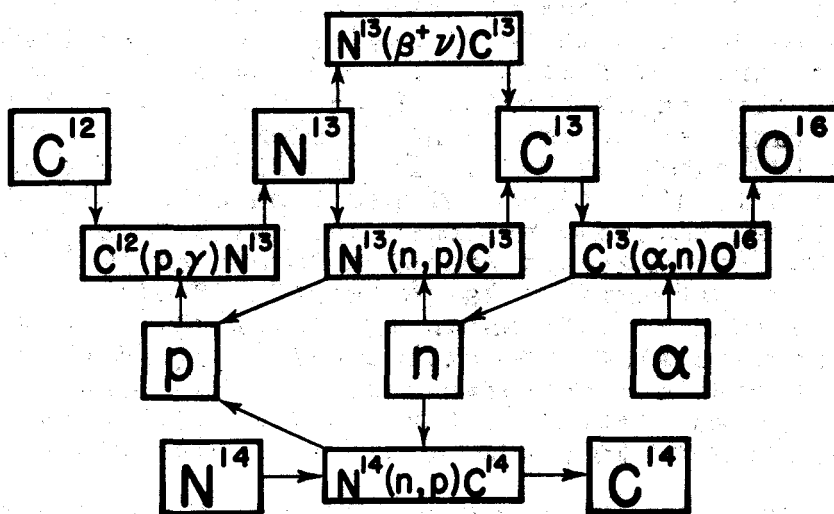 N¹³(β⁺ν)C¹³
C¹²
N¹³
C¹³
O¹⁶
C¹²(p,γ)N¹³
N¹³(n,p)C¹³
C¹³(α,n)O¹⁶
p
n
α
N¹⁴
N¹⁴(n,p)C¹⁴
C¹⁴